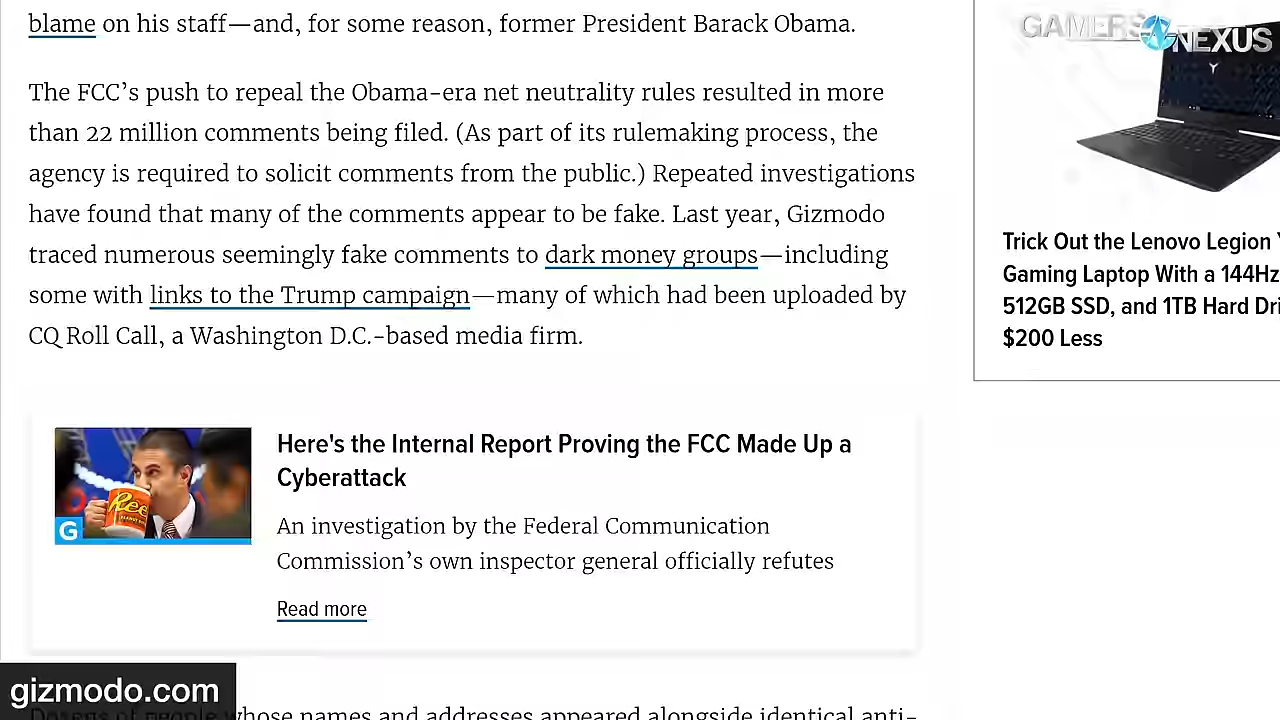 blame on his staff—and, for some reason, former President Barack Obama.
The FCC's push to repeal the Obama-era net neutrality rules resulted in more
than 22 million comments being filed. (As part of its rulemaking process, the
agency is required to solicit comments from the public.) Repeated investigations
have found that many of the comments appear to be fake. Last year, Gizmodo
traced numerous seemingly fake comments to dark money groups—including
some with links to the Trump campaign—many of which had been uploaded by
CQ Roll Call, a Washington D.C.-based media firm.
Here's the Internal Report Proving the FCC Made Up a
Cyberattack
An investigation by the Federal Communication
Commission's own inspector general officially refutes
Read more
G
Ree
whose names and addresses appeared alongside identical anti-
gizmodo.com
GAMERS NEXUS
Trick Out the Lenovo Legion
Gaming Laptop With a 144Hz
512GB SSD, and 1TB Hard Dri
$200 Less